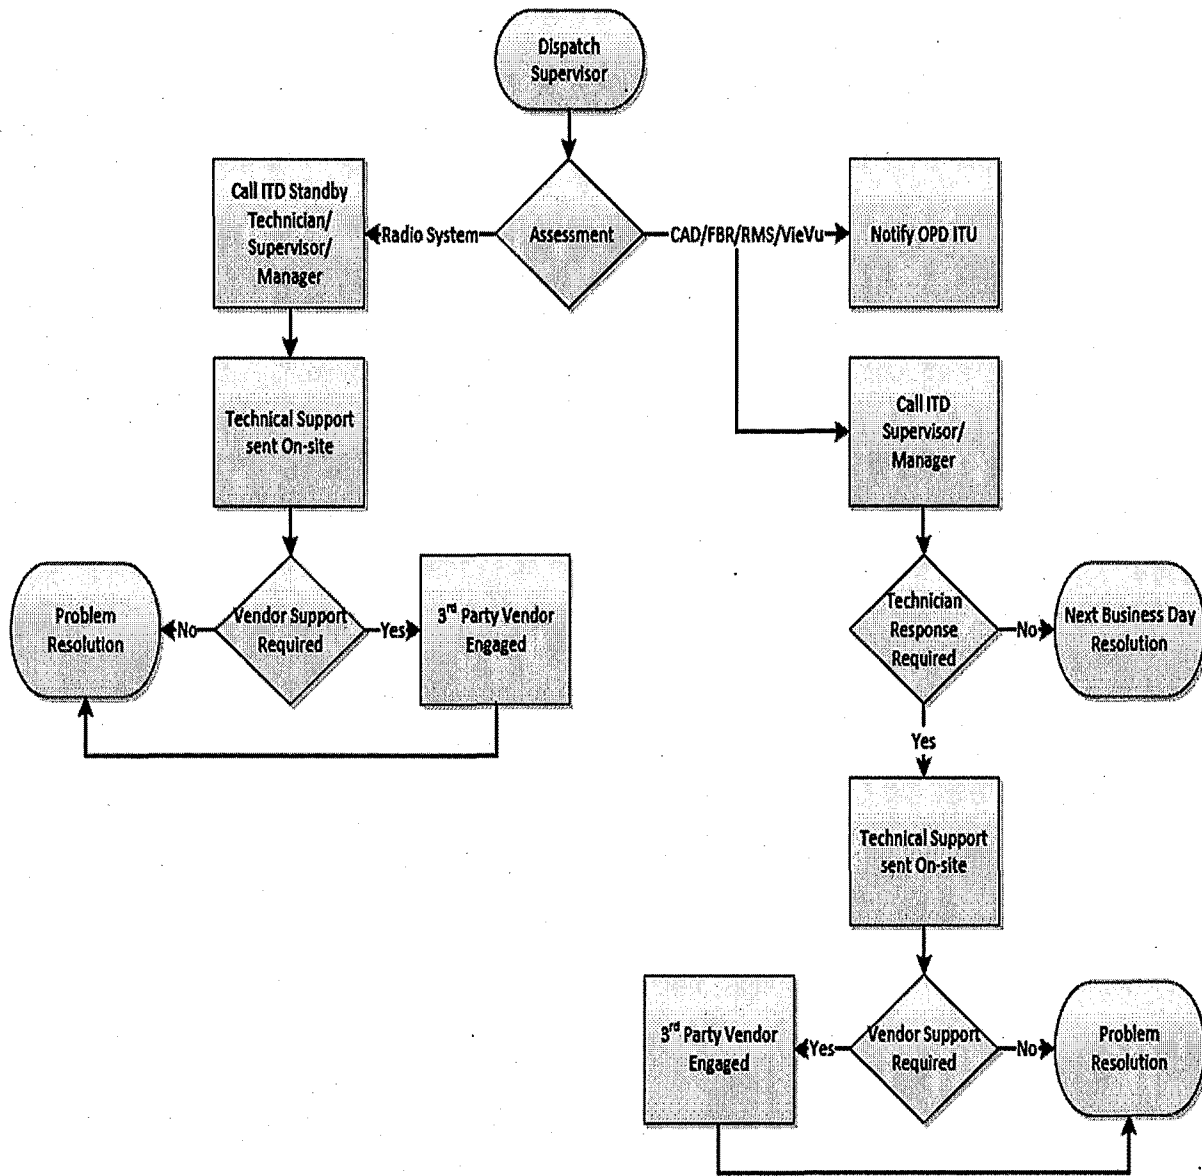 Dispatch
Supervisor
Call ITD Standby
Technician/
Supervisor/
Manager
Radio System
Assessment
CAD/FBR/RMS/VieVu
Notify OPD ITU
Technical Support
sent On-site
Call ITD
Supervisor/
Manager
Problem
Resolution
No
Vendor Support
Required
Yes
3rd Party Vendor
Engaged
Technician
Response
Required
No
Next Business Day
Resolution
Yes
Technical Support
sent On-site
3rd Party Vendor
Engaged
Yes
Vendor Support
Required
No
Problem
Resolution